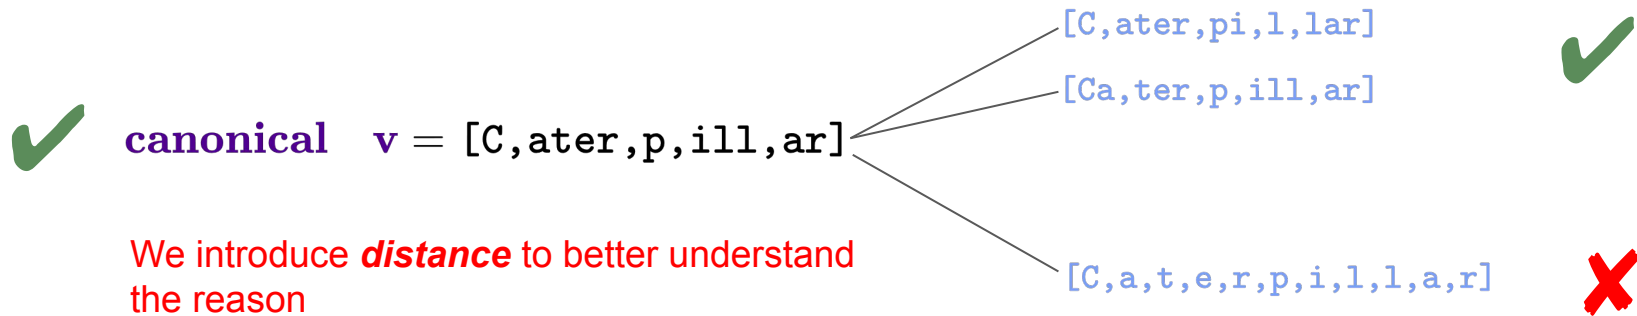 [C,ater,pi,l,lar]
[Ca,ter,p,ill,ar]
canonical v = [C,ater,p,ill,ar]
We introduce distance to better understand
the reason
[C,a,t,e,r,p,i,l,l,a,r]